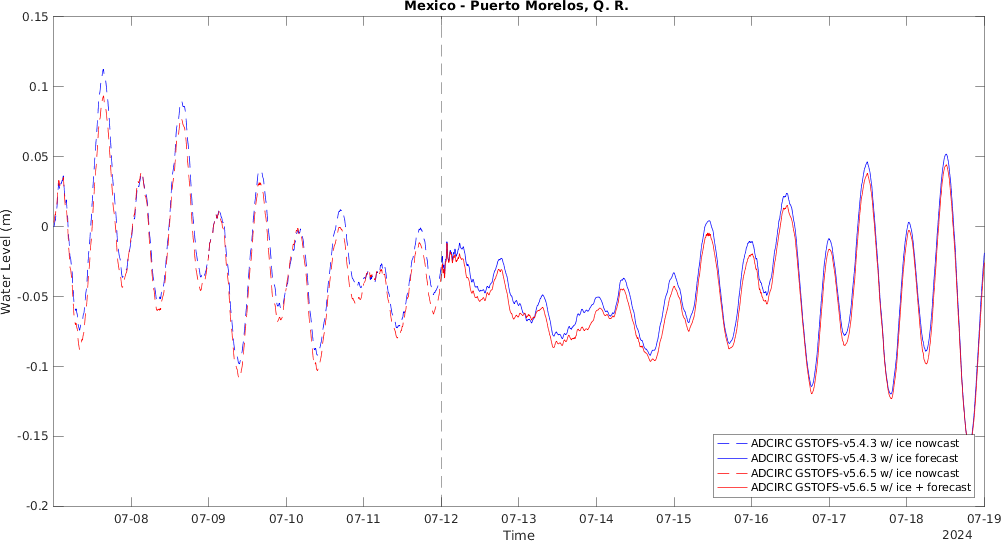 Mexico - Puerto Morelos, Q. R.
0.15
0.1
0.05
0
-0.05
-0.1
-0.15
-0.2
Water Level (m)
ADCIRC GSTOFS-v5.4.3 w/ ice nowcast
ADCIRC GSTOFS-v5.4.3 w/ ice forecast
ADCIRC GSTOFS-v5.6.5 w/ ice nowcast
ADCIRC GSTOFS-v5.6.5 w/ ice + forecast
07-08 07-09 07-10 07-11 07-12 07-13 07-14 07-15 07-16 07-17 07-18 07-19
Time
2024